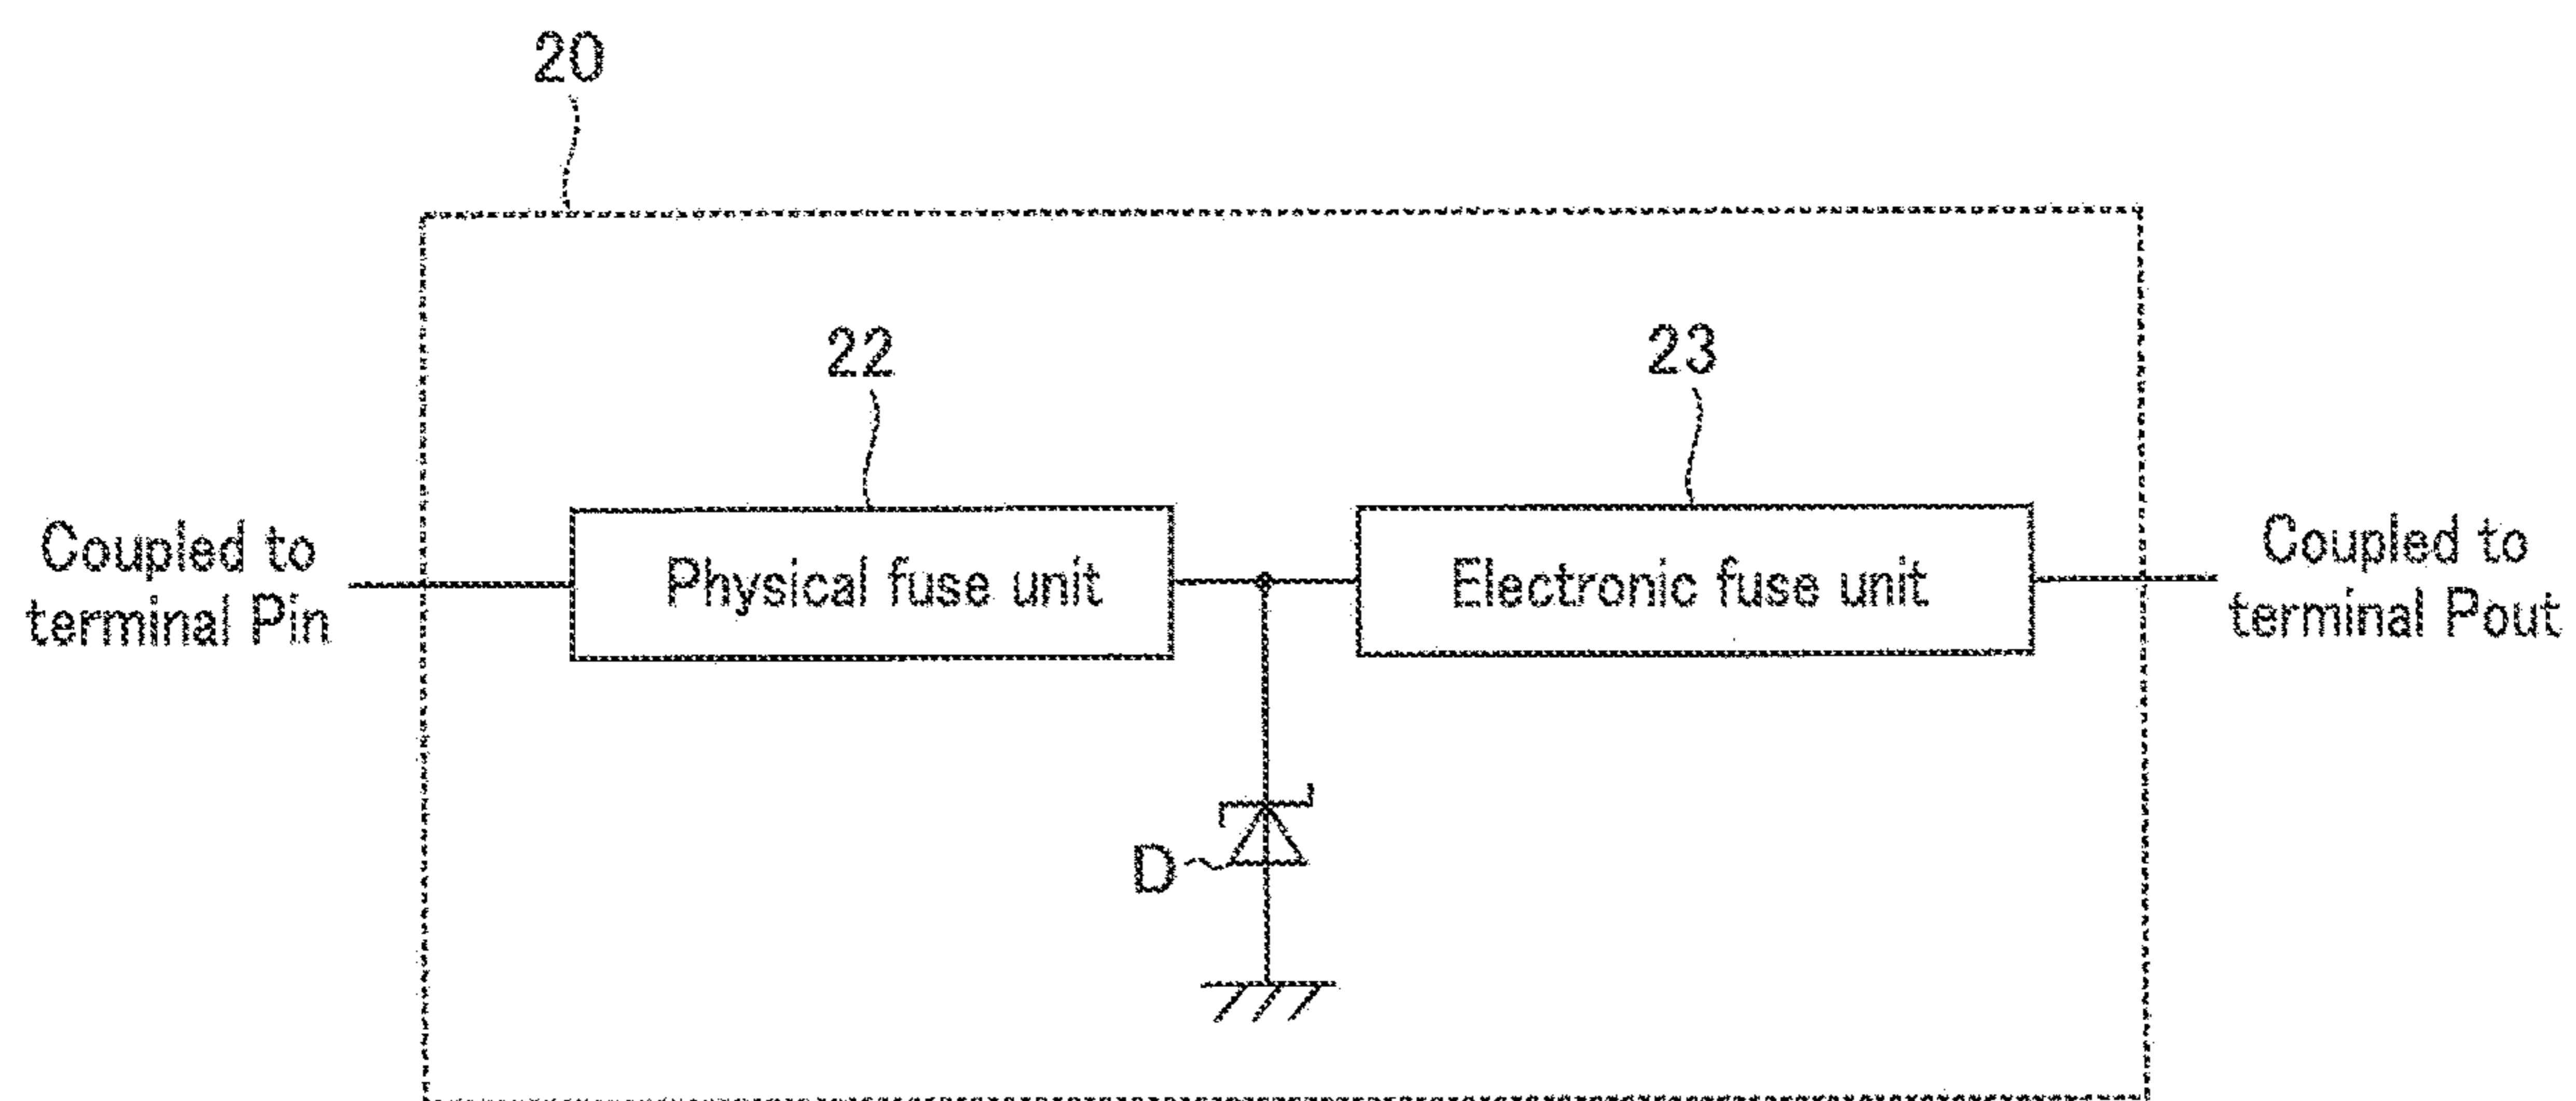 20
22
23
Coupled to
terminal Pin
Physical fuse unit
Electronic fuse unit
Coupled to
terminal Pout
D